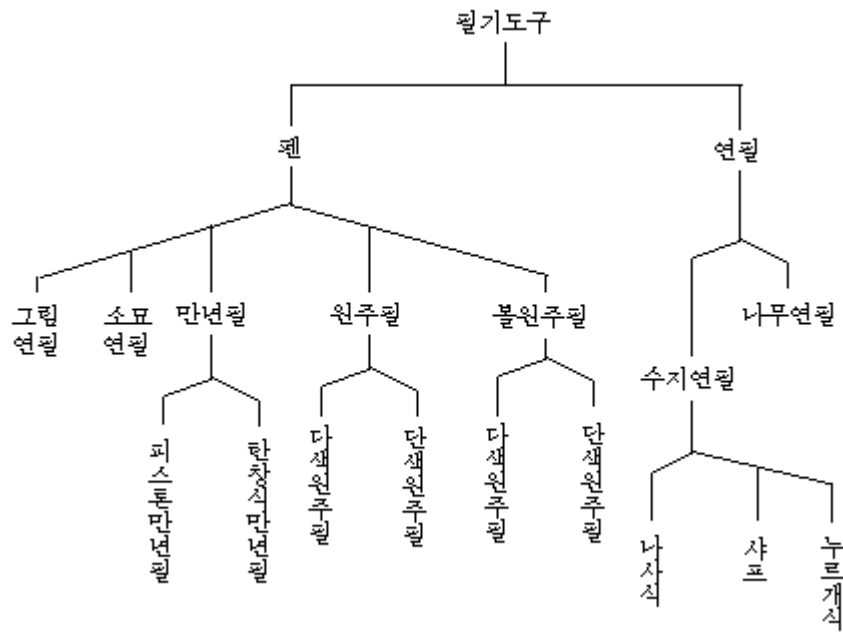 필기도구
펜
연필
그림
연필
소묘
연필
만년필
원주필
볼원주필
나무연필
수지연필
피스톤만년필
탄창식만년필
다색원주필
단색원주필
다색원주필
단색원주필
나사식
샤프
누르개식